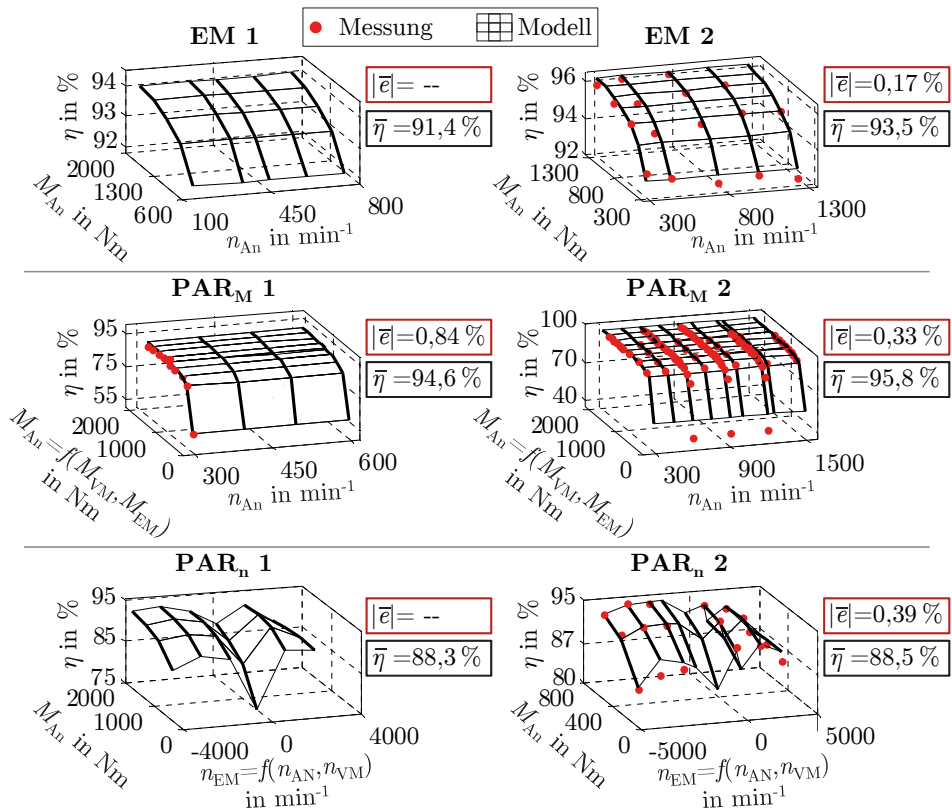 Messung Modell
EM 1
η in %
94
93
92
2000
1300
600
M_An in Nm
100 450 800
n_An in min⁻¹
|e̅|= --
η̅ =91,4 %
EM 2
η in %
96
94
92
1300
800
300
M_An in Nm
300 800 1300
n_An in min⁻¹
|e̅|=0,17 %
η̅ =93,5 %
PAR_M 1
η in %
95
75
55
2000
1000
0
M_An=f(M_VM, M_EM)
in Nm
300 450 600
n_An in min⁻¹
|e̅|=0,84 %
η̅ =94,6 %
PAR_M 2
η in %
100
70
40
2000
1000
0
M_An=f(M_VM, M_EM)
in Nm
300 900 1500
n_An in min⁻¹
|e̅|=0,33 %
η̅ =95,8 %
PAR_n 1
η in %
95
85
75
2000
1000
0
M_An in Nm
-4000 0 4000
n_EM=f(n_AN,n_VM)
in min⁻¹
|e̅|= --
η̅ =88,3 %
PAR_n 2
η in %
95
87
80
800
400
0
M_An in Nm
-5000 0 5000
n_EM=f(n_AN,n_VM)
in min⁻¹
|e̅|=0,39 %
η̅ =88,5 %